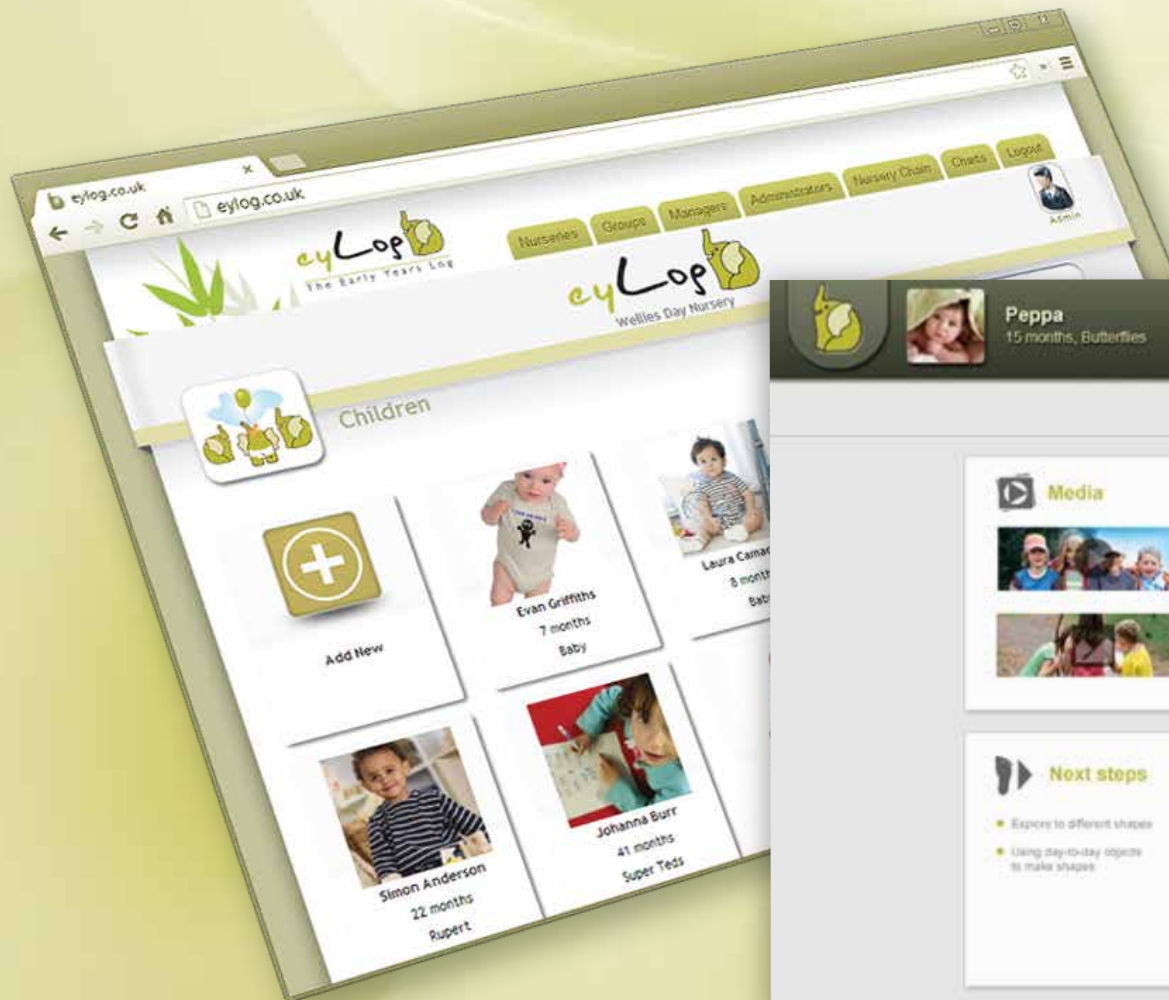 eylog.co.uk
eylog.co.uk
eyLog
The Early Years Log
Nurseries
Groups
Managers
Administrators
Nursery Chain
Charts
Logout
Admin
eyLog
Wellies Day Nursery
Children
Add New
Evan Griffiths
7 months
Baby
Laura
8
Simon Anderson
22 months
Rupert
Johanna Burr
41 months
Super Teds
Peppa
15 months, Butterflies
Media
Next steps
Explore to different shapes
Using day-to-day objects
to make shapes